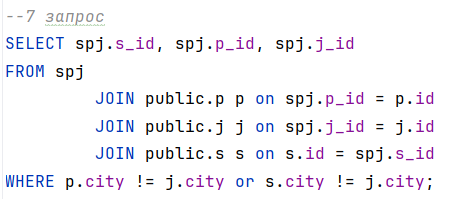 --7 запрос
SELECT spj.s_id, spj.p_id, spj.j_id
FROM spj
JOIN public.p p on spj.p_id = p.id
JOIN public.j j on spj.j_id = j.id
JOIN public.s s on s.id = spj.s_id
WHERE p.city != j.city or s.city != j.city;